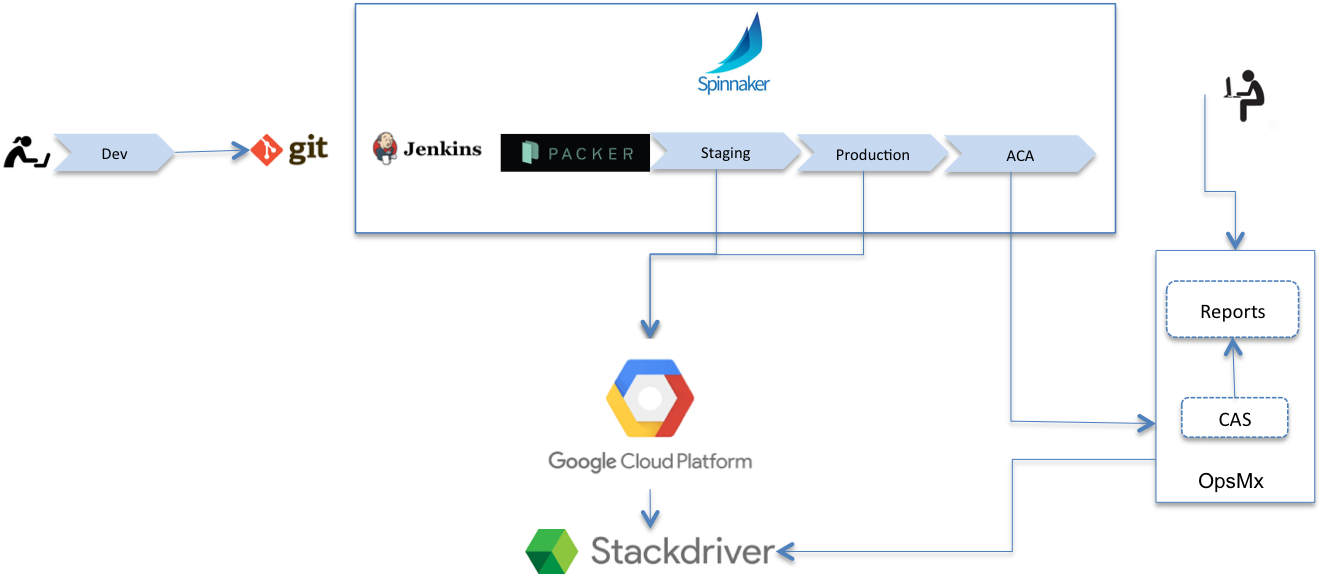 Spinnaker
Dev
git
Jenkins
PACKER
Staging
Production
ACA
Reports
CAS
OpsMx
Google Cloud Platform
Stackdriver